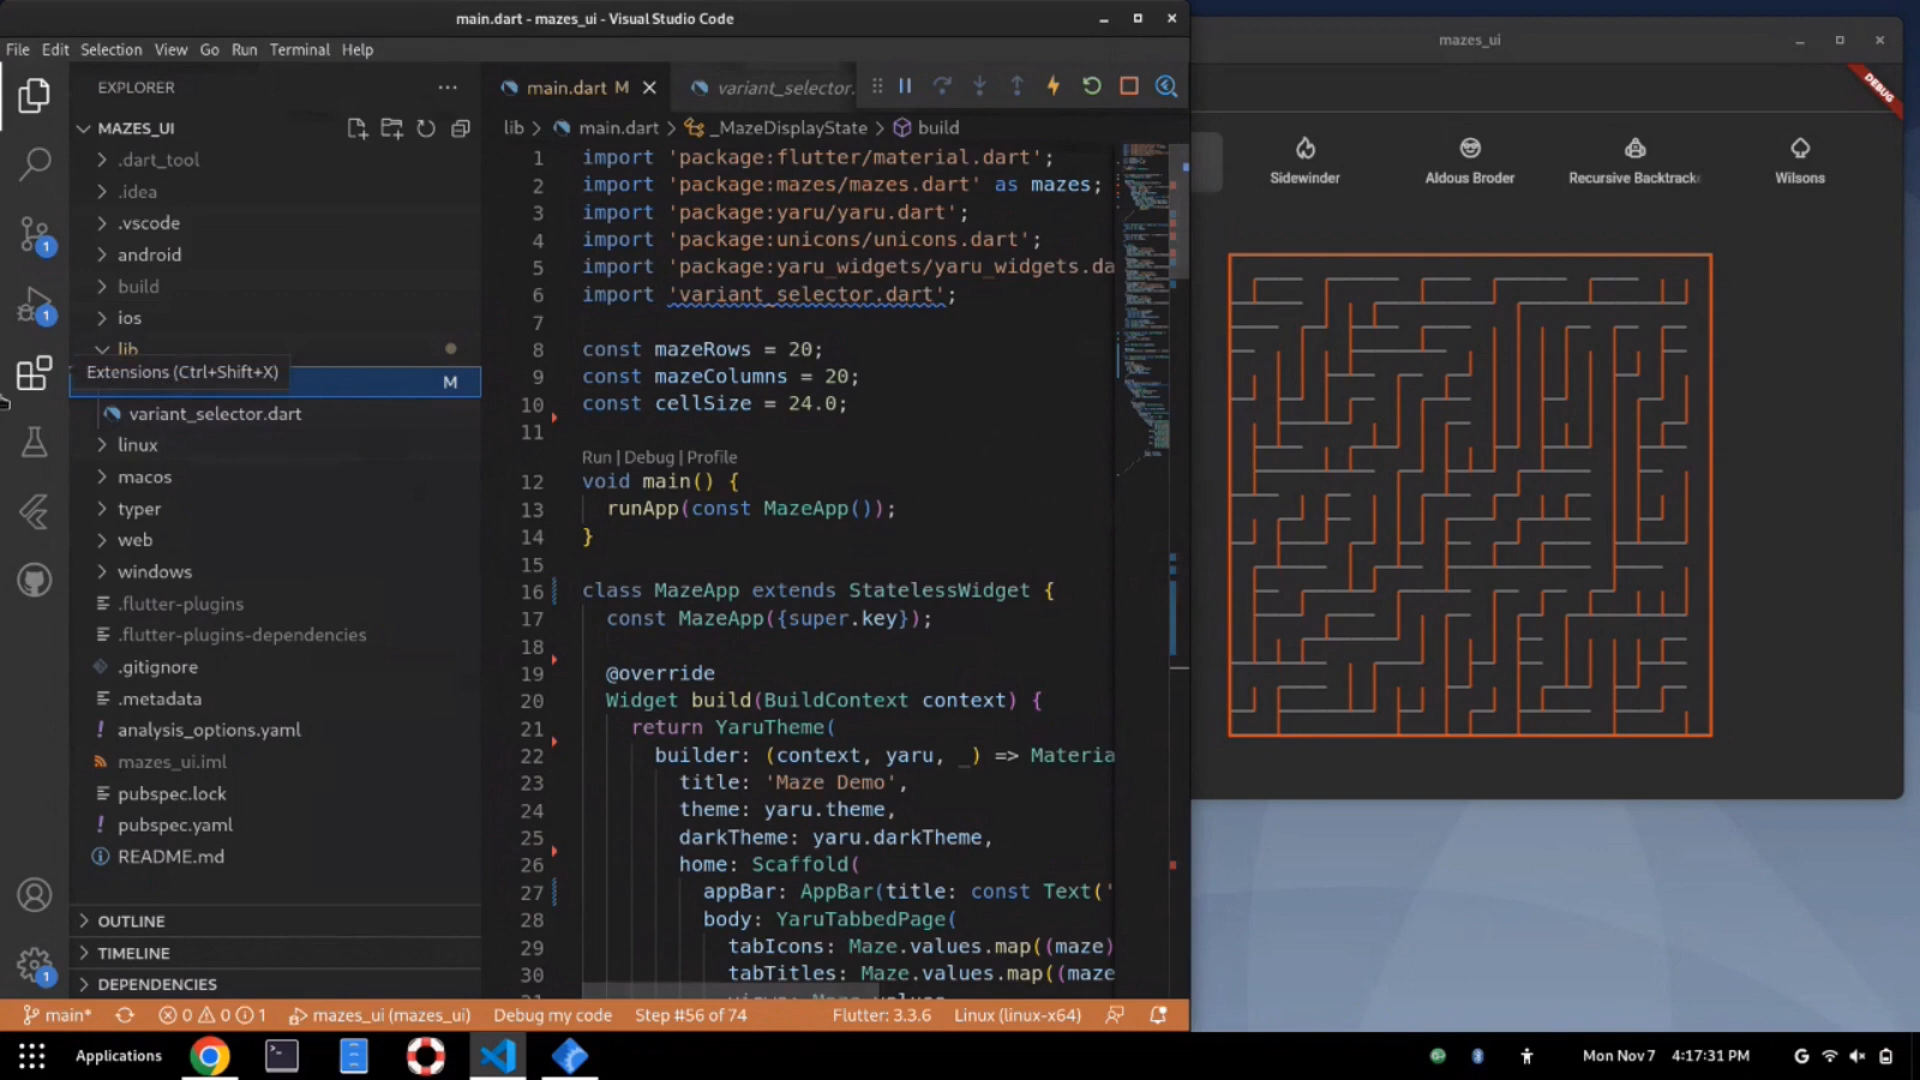 main.dart - mazes_ui - Visual Studio Code
File Edit Selection View Go Run Terminal Help
EXPLORER
MAZES_UI
.dart_tool
.idea
.vscode
android
build
ios
lib
Extensions (Ctrl+Shift+X)
M
variant_selector.dart
linux
macos
typer
web
windows
.flutter-plugins
.flutter-plugins-dependencies
.gitignore
.metadata
analysis_options.yaml
mazes_ui.iml
pubspec.lock
pubspec.yaml
README.md
OUTLINE
TIMELINE
DEPENDENCIES
1
1
1
main.dart M variant_selector.
lib > main.dart > _MazeDisplayState > build
1 import 'package:flutter/material.dart';
2 import 'package:mazes/mazes.dart' as mazes;
3 import 'package:yaru/yaru.dart';
4 import 'package:unicons/unicons.dart';
5 import 'package:yaru_widgets/yaru_widgets.da
6 import 'variant_selector.dart';
7
8 const mazeRows = 20;
9 const mazeColumns = 20;
10 const cellSize = 24.0;
11
Run | Debug | Profile
12 void main() {
13 runApp(const MazeApp());
14 }
15
16 class MazeApp extends StatelessWidget {
17 const MazeApp({super.key});
18
19 @override
20 Widget build(BuildContext context) {
21 return YaruTheme(
22 builder: (context, yaru, _) => Materia
23 title: 'Maze Demo',
24 theme: yaru.theme,
25 darkTheme: yaru.darkTheme,
26 home: Scaffold(
27 appBar: AppBar(title: const Text('
28 body: YaruTabbedPage(
29 tabIcons: Maze.values.map((maze)
30 tabTitles: Maze.values.map((maze
main* 0 0 1 mazes_ui (mazes_ui) Debug my code Step #56 of 74 Flutter: 3.3.6 Linux (linux-x64)
mazes_ui
DEBUG
Sidewinder Aldous Broder Recursive Backtrack Wilsons
Applications Mon Nov 7 4:17:31 PM